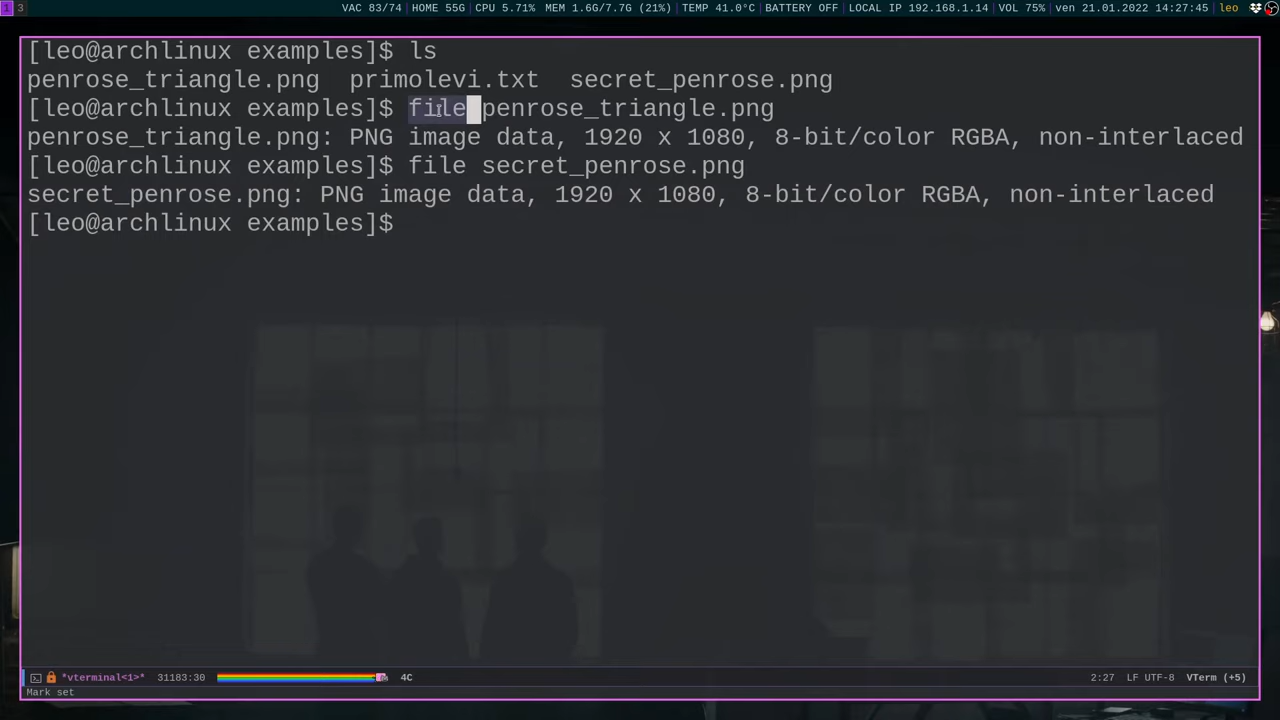 1 3 VAC 83/74 | HOME 55G | CPU 5.71% MEM 1.6G/7.7G (21%) | TEMP 41.0°C | BATTERY OFF | LOCAL IP 192.168.1.14 | VOL 75% | ven 21.01.2022 14:27:45 | leo
[leo@archlinux examples]$ ls
penrose_triangle.png primolevi.txt secret_penrose.png
[leo@archlinux examples]$ file penrose_triangle.png
penrose_triangle.png: PNG image data, 1920 x 1080, 8-bit/color RGBA, non-interlaced
[leo@archlinux examples]$ file secret_penrose.png
secret_penrose.png: PNG image data, 1920 x 1080, 8-bit/color RGBA, non-interlaced
[leo@archlinux examples]$
*vterminal<1>* 31183:30 4C 2:27 LF UTF-8 VTerm (+5)
Mark set